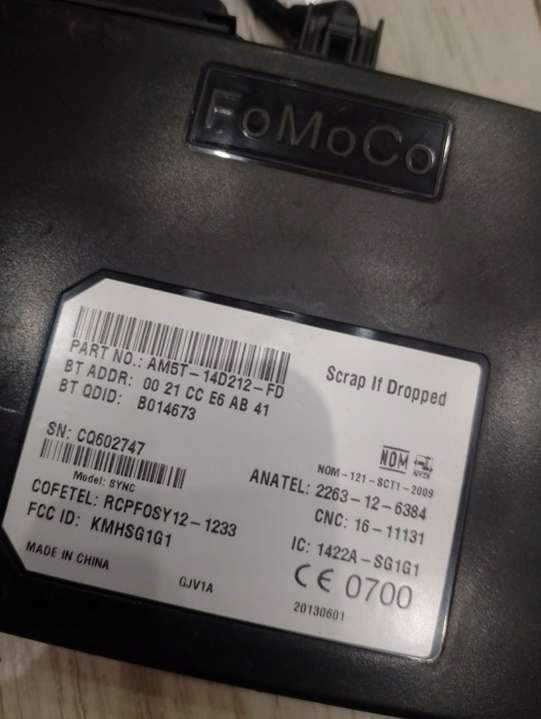 FoMoCo
PART NO.: AM5T-14D212-FD
BT ADDR: 00 21 CC E6 AB 41
BT QDID: B014673
Scrap If Dropped
SN: CQ602747
Model: SYNC
COFETEL: RCPFOSY12-1233
FCC ID: KMHSG1G1
NOM
NYCE
NOM-121-SCT1-2009
ANATEL: 2263-12-6384
CNC: 16-11131
IC: 1422A-SG1G1
CE 0700
MADE IN CHINA
GJV1A
20130601